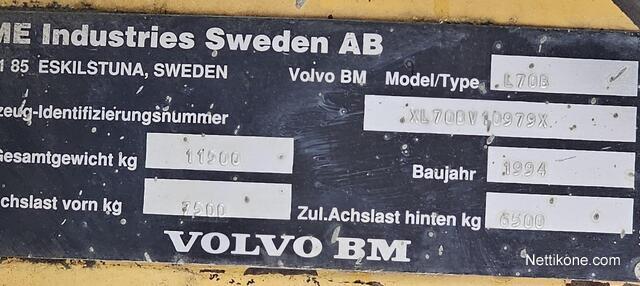 ME Industries Sweden AB
1 85 ESKILSTUNA, SWEDEN
Volvo BM Model/Type L70B
zeug-Identifizierungsnummer XL70BV10979X
Gesamtgewicht kg 11500
Baujahr 1994
chslast vorn kg 7500
Zul.Achslast hinten kg 6500
VOLVO BM
Nettikone.com